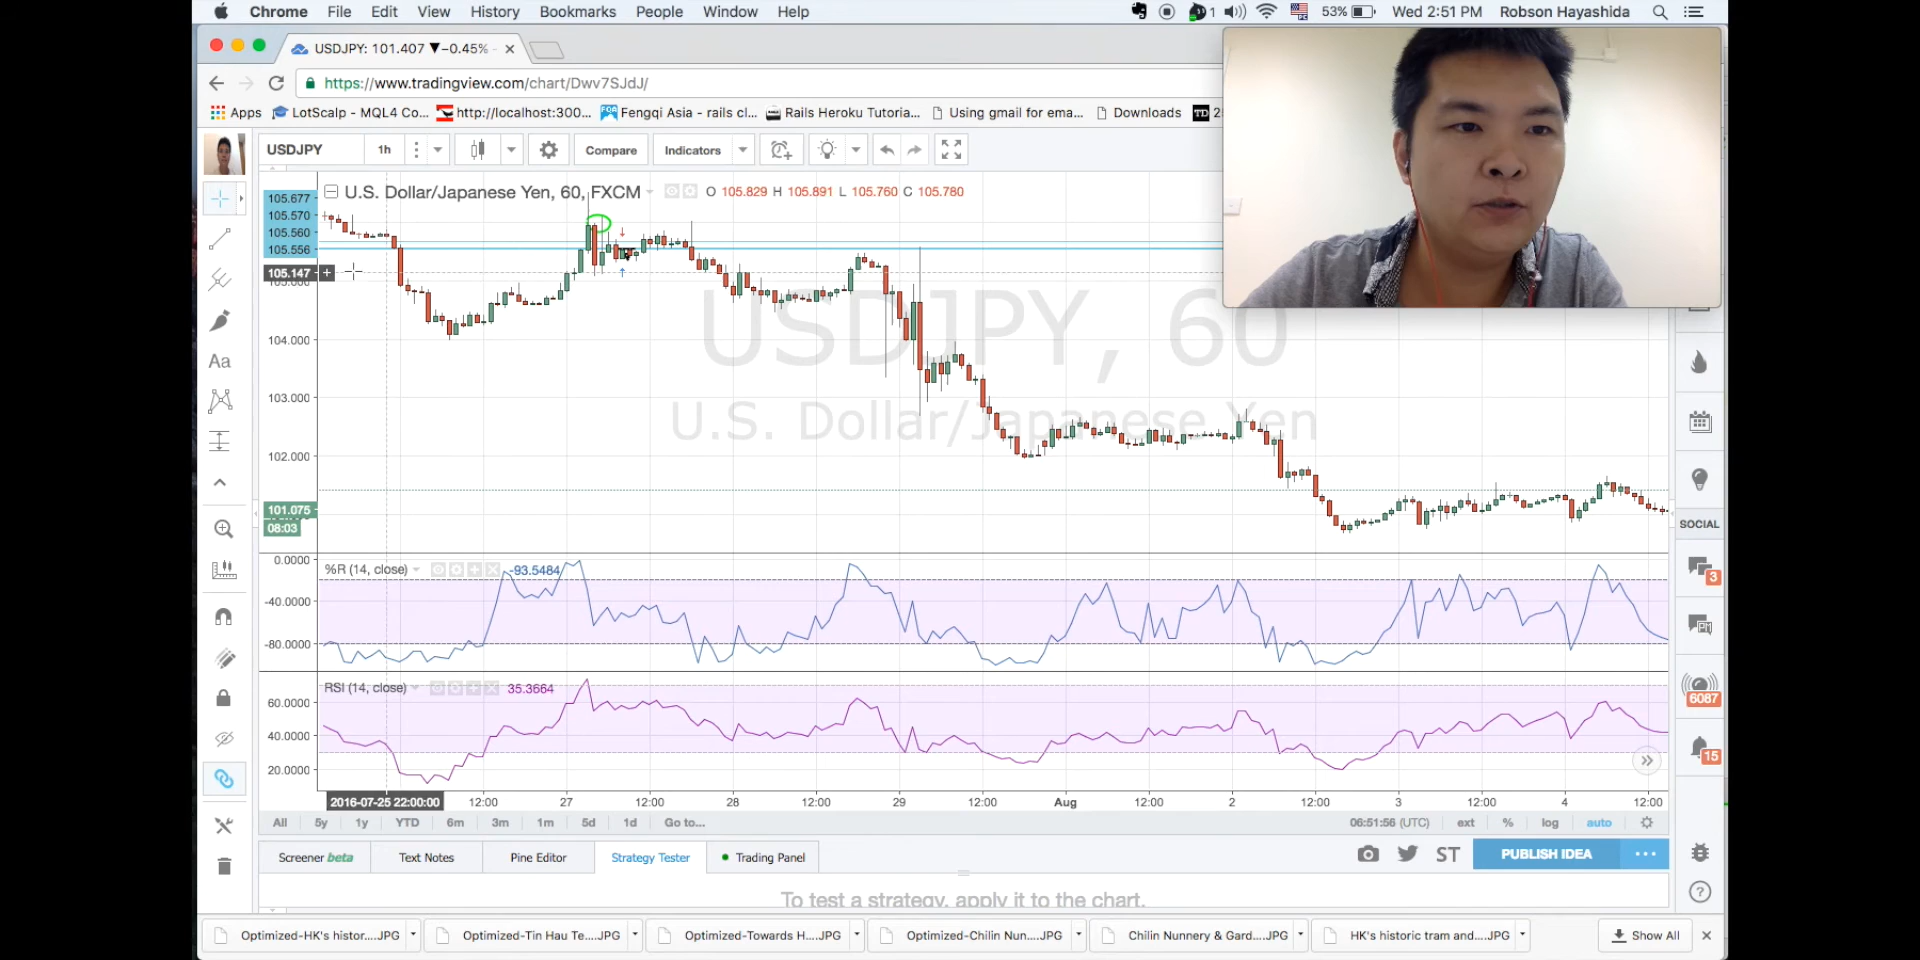 Chrome File Edit View History Bookmarks People Window Help 1 53% Wed 2:51 PM Robson Hayashida
USDJPY: 101.407 ▼−0.45% -
https://www.tradingview.com/chart/Dwv7SJdJ/
Apps LotScalp - MQL4 Co... http://localhost:300... FQA Fengqi Asia - rails cl... Rails Heroku Tutoria... Using gmail for ema... Downloads TD 2
USDJPY 1h Compare Indicators
U.S. Dollar/Japanese Yen, 60, FXCM O 105.829 H 105.891 L 105.760 C 105.780
105.677
105.570
105.560
105.556
105.147 +
104.000
103.000
102.000
101.075
08:03
USDJPY, 60
U.S. Dollar/Japanese Yen
0.0000
%R (14, close) -93.5484
-40.0000
-80.0000
RSI (14, close) 35.3664
60.0000
40.0000
20.0000
2016-07-25 22:00:00 12:00 27 12:00 28 12:00 29 12:00 Aug 12:00 2 12:00 3 12:00 4 12:00
All 5y 1y YTD 6m 3m 1m 5d 1d Go to... 06:51:56 (UTC) ext % log auto
Screener beta Text Notes Pine Editor Strategy Tester Trading Panel ST PUBLISH IDEA ...
To test a strategy, apply it to the chart.
Aa
SOCIAL
3
6087
15
Optimized-HK's histor....JPG Optimized-Tin Hau Te....JPG Optimized-Towards H....JPG Optimized-Chilin Nun....JPG Chilin Nunnery & Gard....JPG HK's historic tram and....JPG Show All